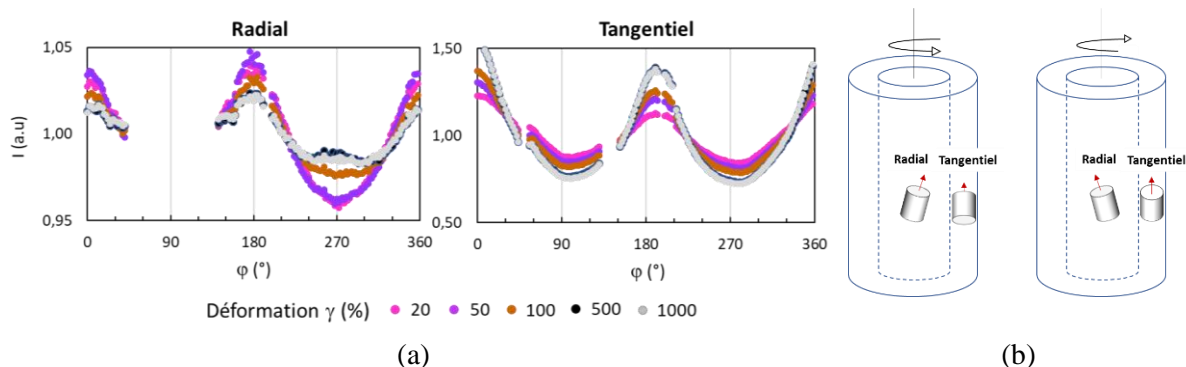 Radial
1,05
1,00
0,95
I (a.u)
0 90 180 270 360
φ (°)
Tangentiel
1,50
1,00
0,50
0 90 180 270 360
φ (°)
Déformation γ (%) 20 50 100 500 1000
(a)
Radial Tangentiel
Radial Tangentiel
(b)